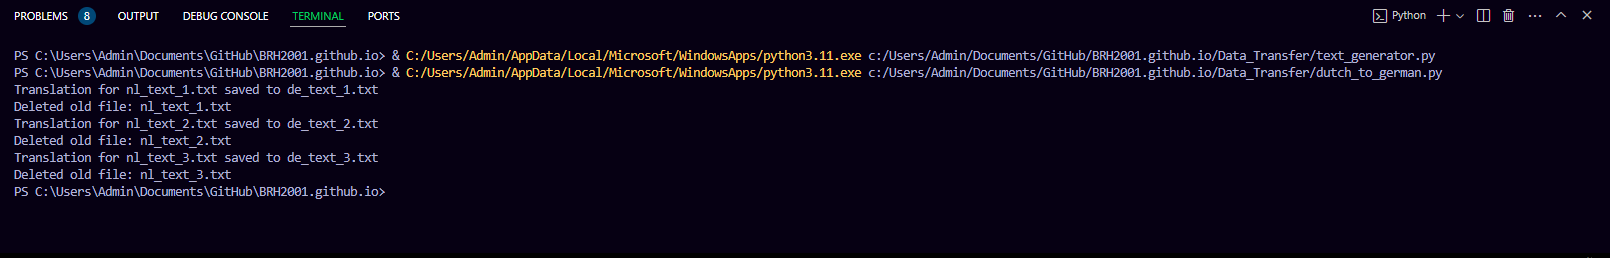 PROBLEMS 8 OUTPUT DEBUG CONSOLE TERMINAL PORTS Python
PS C:\Users\Admin\Documents\GitHub\BRH2001.github.io> & C:/Users/Admin/AppData/Local/Microsoft/WindowsApps/python3.11.exe c:/Users/Admin/Documents/GitHub/BRH2001.github.io/Data_Transfer/text_generator.py
PS C:\Users\Admin\Documents\GitHub\BRH2001.github.io> & C:/Users/Admin/AppData/Local/Microsoft/WindowsApps/python3.11.exe c:/Users/Admin/Documents/GitHub/BRH2001.github.io/Data_Transfer/dutch_to_german.py
Translation for nl_text_1.txt saved to de_text_1.txt
Deleted old file: nl_text_1.txt
Translation for nl_text_2.txt saved to de_text_2.txt
Deleted old file: nl_text_2.txt
Translation for nl_text_3.txt saved to de_text_3.txt
Deleted old file: nl_text_3.txt
PS C:\Users\Admin\Documents\GitHub\BRH2001.github.io>